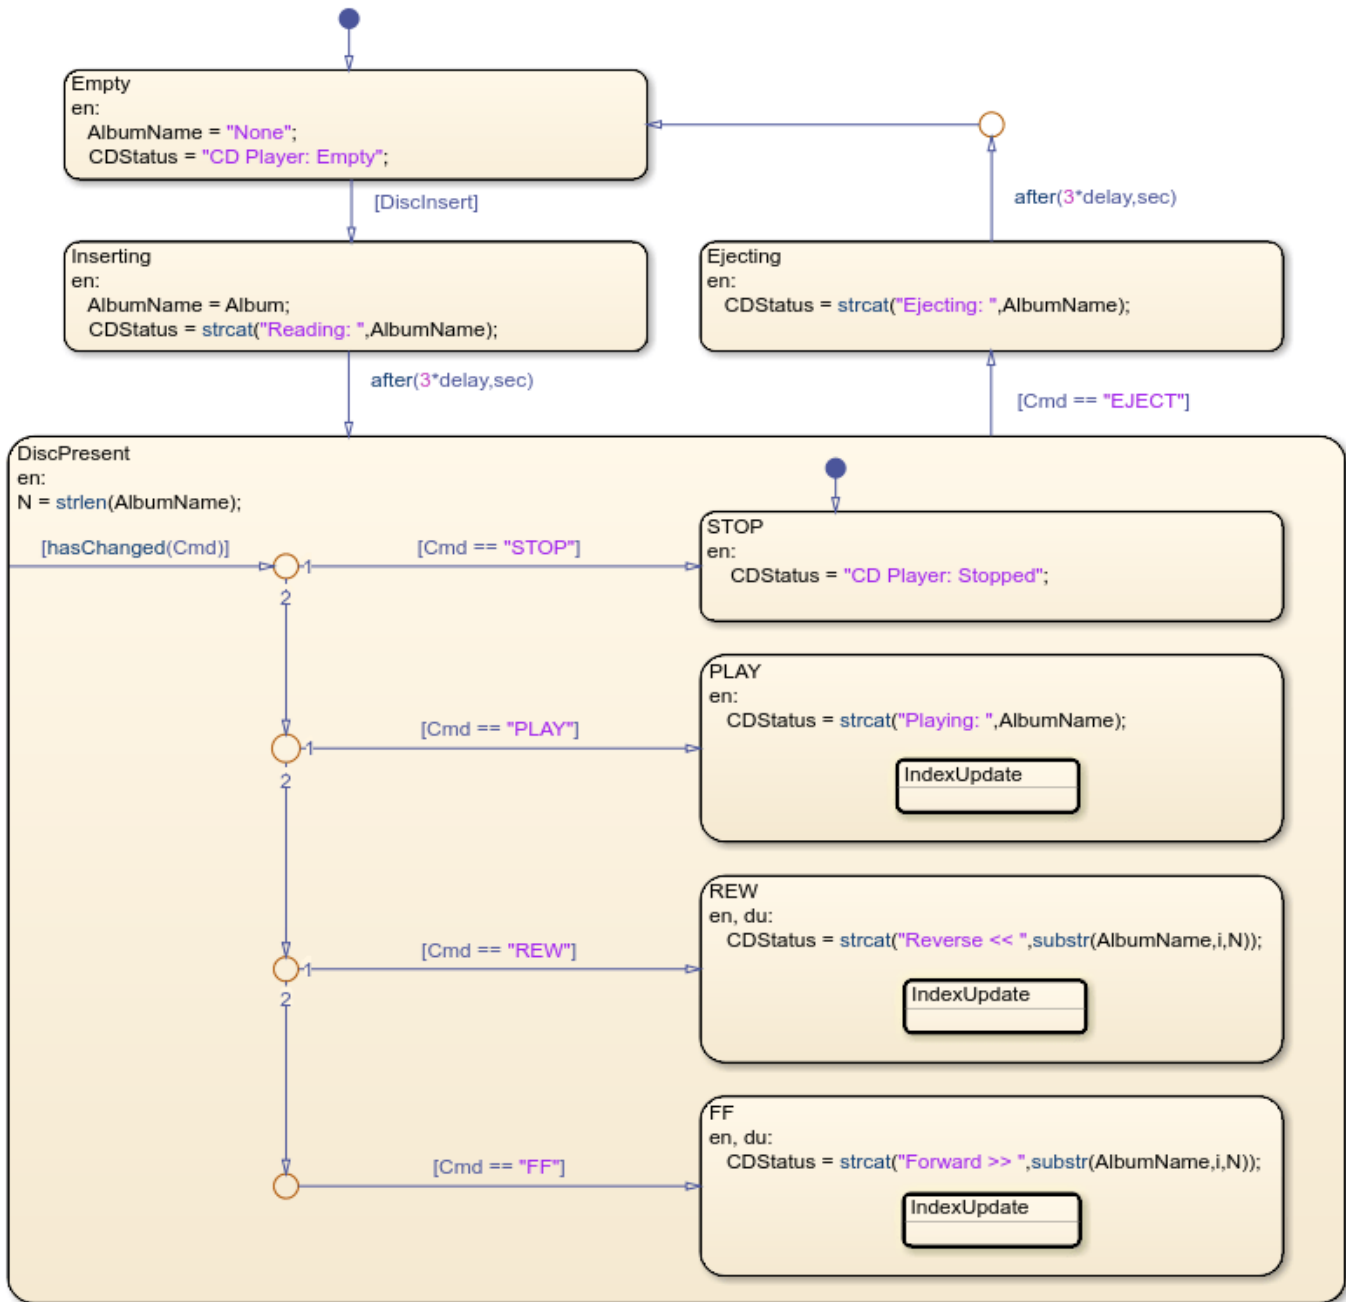 Empty
en:
AlbumName = "None";
CDStatus = "CD Player: Empty";
[DiscInsert]
after(3*delay,sec)
Inserting
en:
AlbumName = Album;
CDStatus = strcat("Reading: ",AlbumName);
Ejecting
en:
CDStatus = strcat("Ejecting: ",AlbumName);
after(3*delay,sec)
[Cmd == "EJECT"]
DiscPresent
en:
N = strlen(AlbumName);
[hasChanged(Cmd)]
1
[Cmd == "STOP"]
2
STOP
en:
CDStatus = "CD Player: Stopped";
1
[Cmd == "PLAY"]
2
PLAY
en:
CDStatus = strcat("Playing: ",AlbumName);
IndexUpdate
1
[Cmd == "REW"]
2
REW
en, du:
CDStatus = strcat("Reverse << ",substr(AlbumName,i,N));
IndexUpdate
[Cmd == "FF"]
FF
en, du:
CDStatus = strcat("Forward >> ",substr(AlbumName,i,N));
IndexUpdate